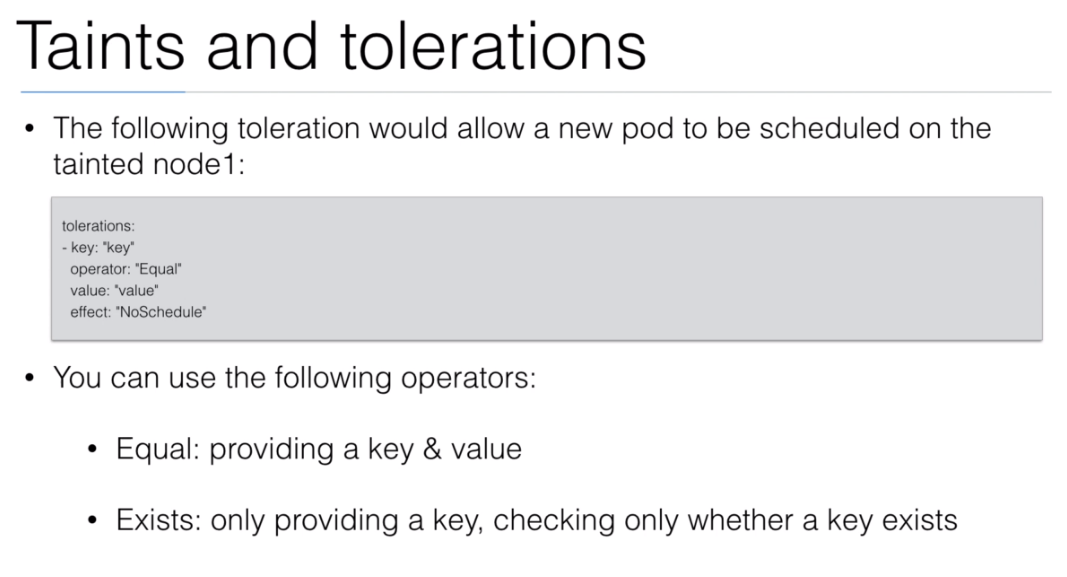 Taints and tolerations
• The following toleration would allow a new pod to be scheduled on the
tainted node1:
tolerations:
- key: "key"
  operator: "Equal"
  value: "value"
  effect: "NoSchedule"
• You can use the following operators:
• Equal: providing a key & value
• Exists: only providing a key, checking only whether a key exists